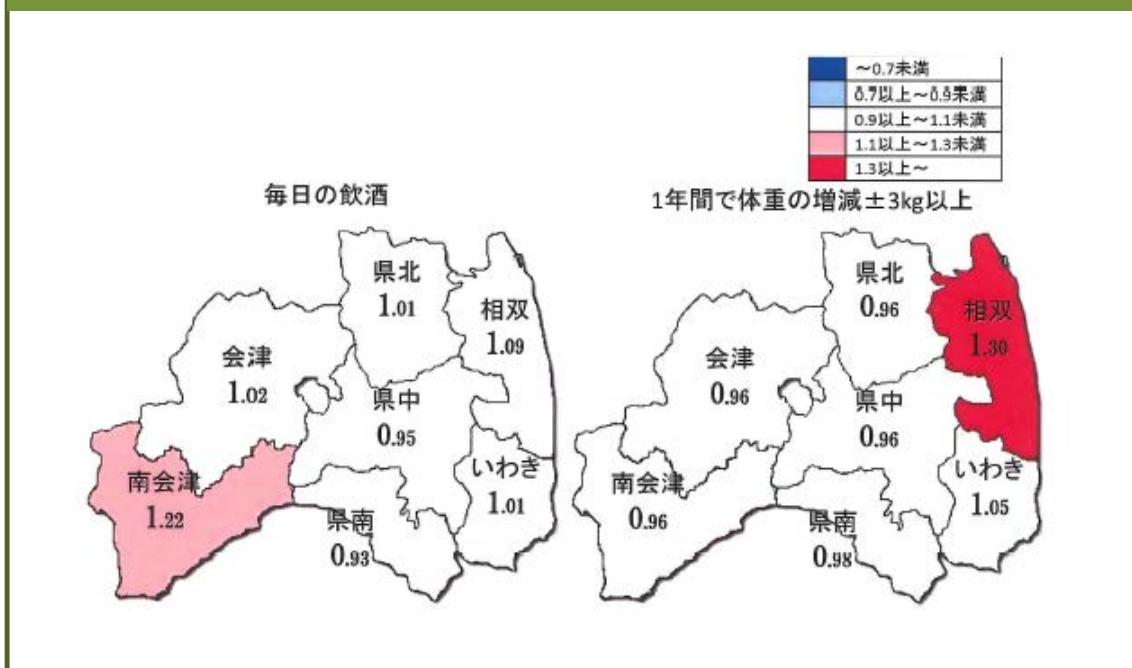 ～0.7未満
0.7以上～0.9未満
0.9以上～1.1未満
1.1以上～1.3未満
1.3以上～
毎日の飲酒
県北
1.01
相双
1.09
会津
1.02
県中
0.95
南会津
1.22
いわき
1.01
県南
0.93
1年間で体重の増減±3kg以上
県北
0.96
相双
1.30
会津
0.96
県中
0.96
南会津
0.96
いわき
1.05
県南
0.98